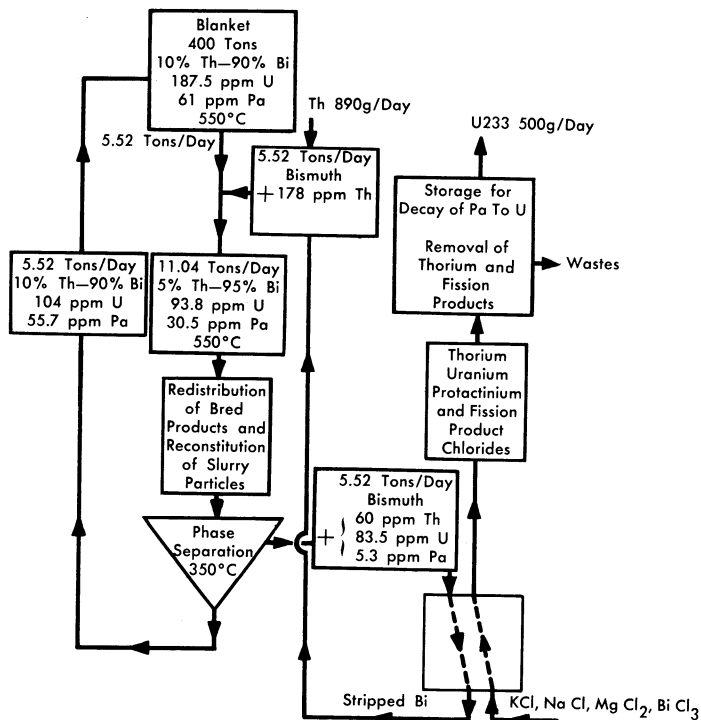 Blanket
400 Tons
10% Th—90% Bi
187.5 ppm U
61 ppm Pa
550°C
5.52 Tons/Day
Th 890g/Day
5.52 Tons/Day
Bismuth
+178 ppm Th
U233 500g/Day
Storage for
Decay of Pa To U
Removal of
Thorium and
Fission
Products
Wastes
5.52 Tons/Day
10% Th—90% Bi
104 ppm U
55.7 ppm Pa
11.04 Tons/Day
5% Th—95% Bi
93.8 ppm U
30.5 ppm Pa
550°C
Thorium
Uranium
Protactinium
and Fission
Product
Chlorides
Redistribution
of Bred
Products and
Reconstitution
of Slurry
Particles
5.52 Tons/Day
Bismuth
+ { 60 ppm Th
83.5 ppm U
5.3 ppm Pa
Phase
Separation
350°C
Stripped Bi
KCl, Na Cl, Mg Cl₂, Bi Cl₃